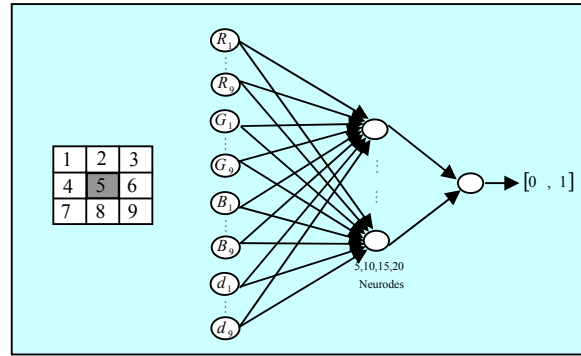 1 2 3
4 5 6
7 8 9
R1
R9
G1
G9
B1
B9
d1
d9
5,10,15,20
Neurodes
[0 , 1]